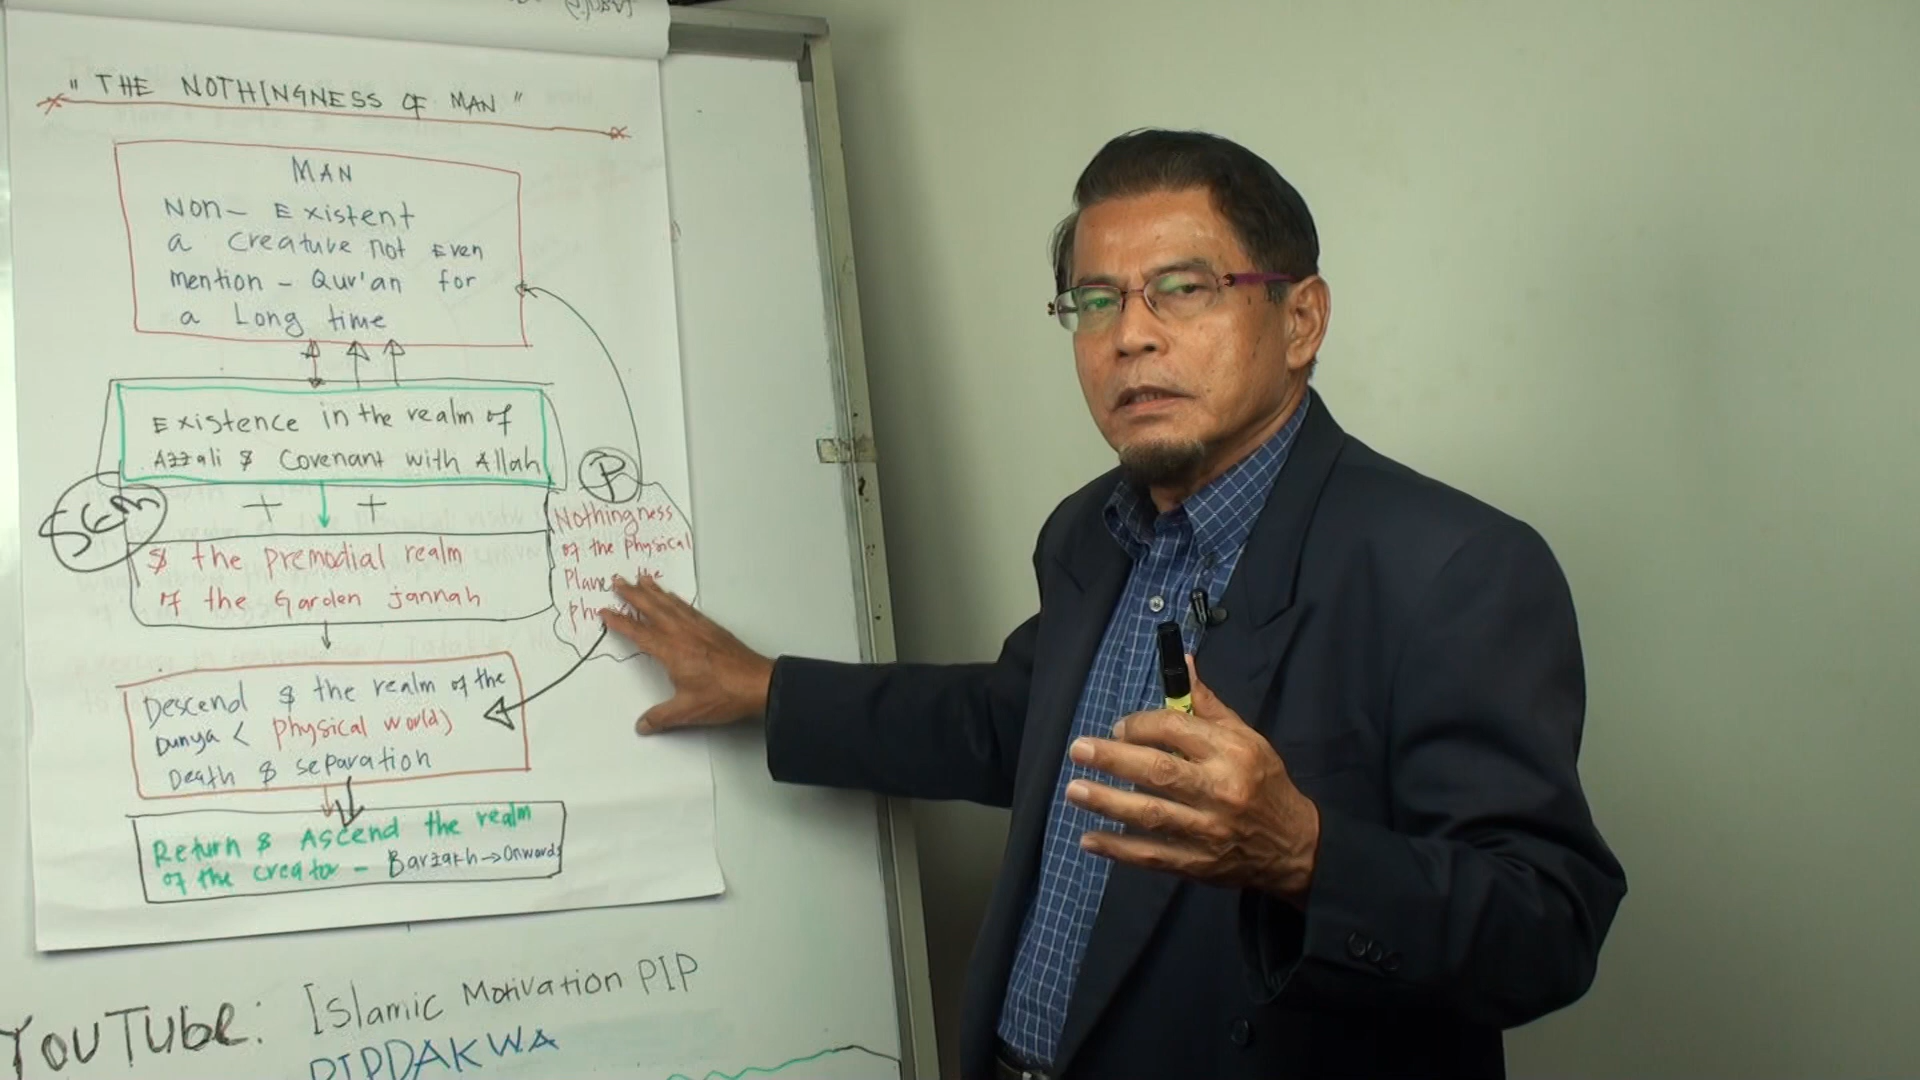 " THE NOTHINGNESS OF MAN "
MAN
Non- Existent
a creature not Even
mention - Qur'an for
a Long time
Existence in the realm of
Azzali & Covenant with Allah
+ +
& the premodial realm
of the Garden jannah
P
Nothingness
of the physical
Plane & the
Descend & the realm of the
Dunya < physical world)
Death & separation
Return & Ascend the realm
of the creator - Barzakh → Onwards
YOUTUbe: Islamic Motivation PIP
PIPDAKWA